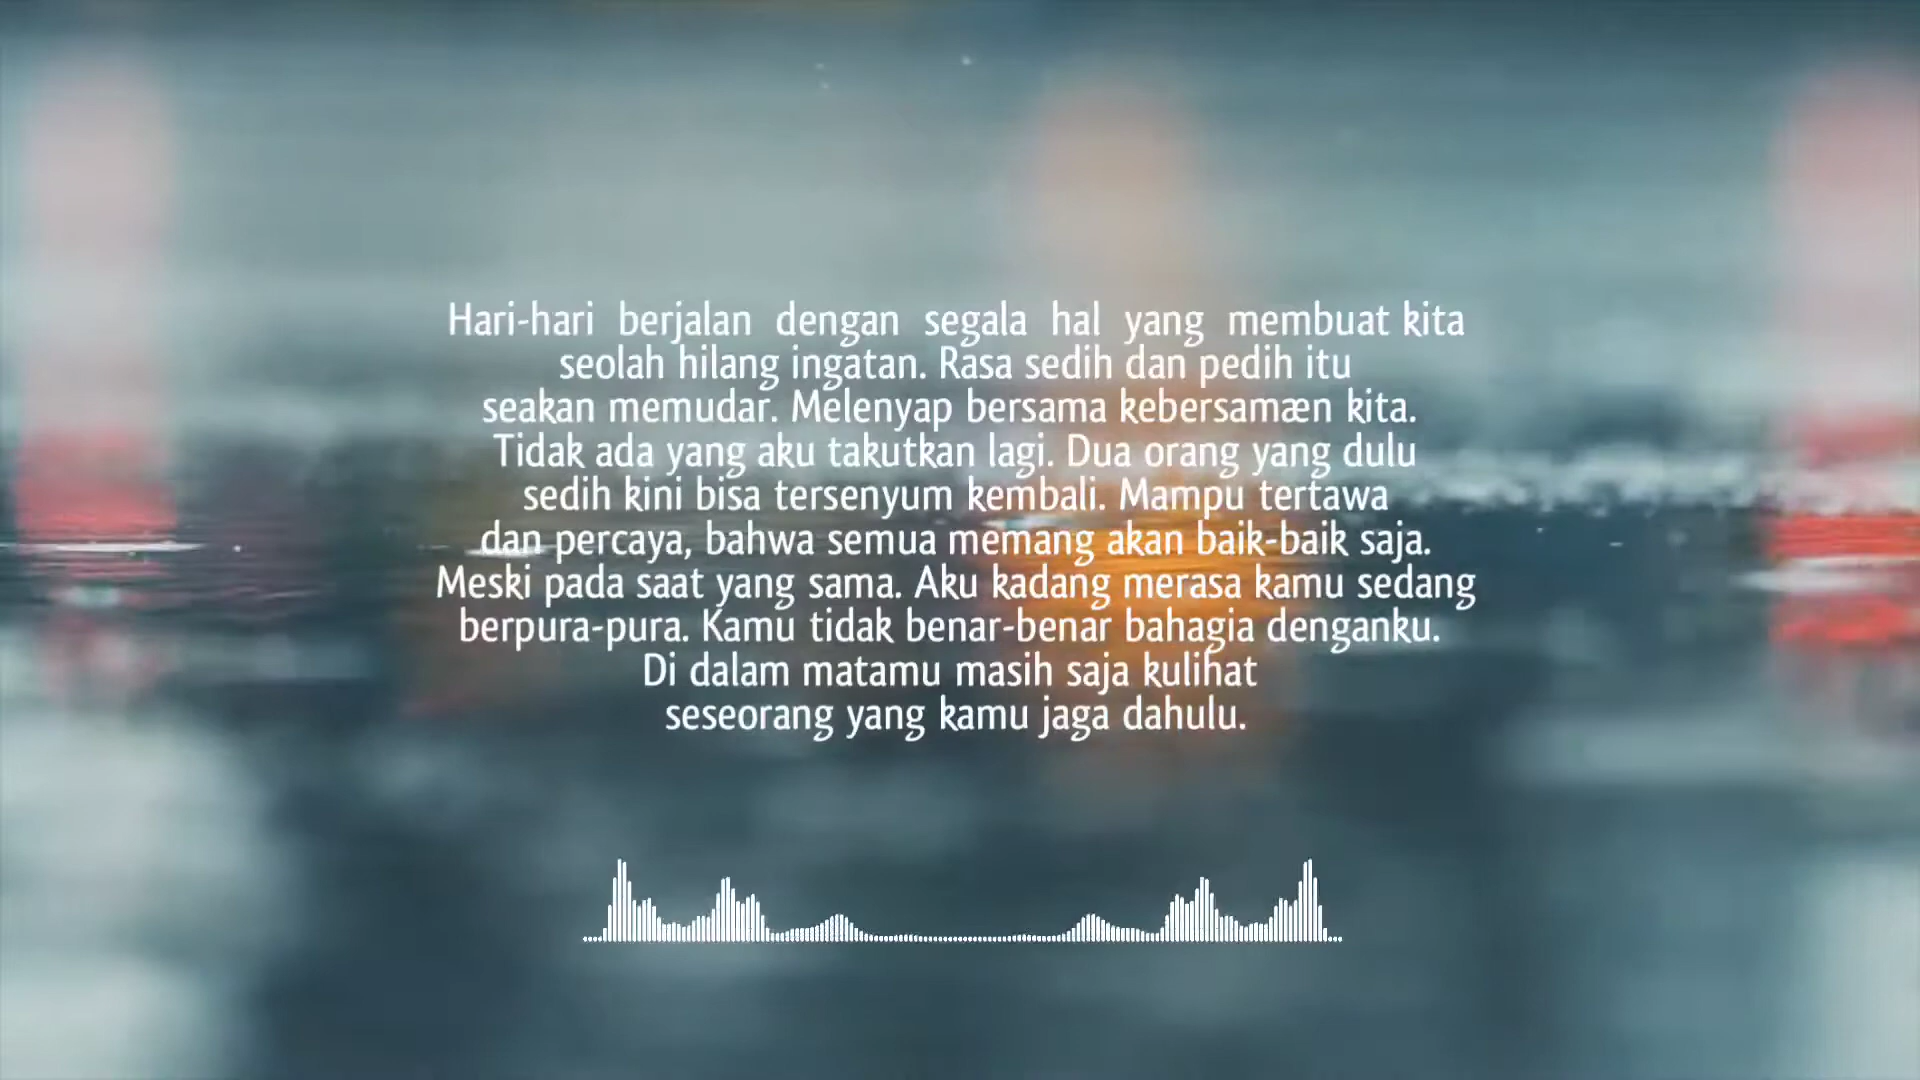 Hari-hari berjalan dengan segala hal yang membuat kita
seolah hilang ingatan. Rasa sedih dan pedih itu
seakan memudar. Melenyap bersama kebersamæn kita.
Tidak ada yang aku takutkan lagi. Dua orang yang dulu
sedih kini bisa tersenyum kembali. Mampu tertawa
dan percaya, bahwa semua memang akan baik-baik saja.
Meski pada saat yang sama. Aku kadang merasa kamu sedang
berpura-pura. Kamu tidak benar-benar bahagia denganku.
Di dalam matamu masih saja kulihat
seseorang yang kamu jaga dahulu.